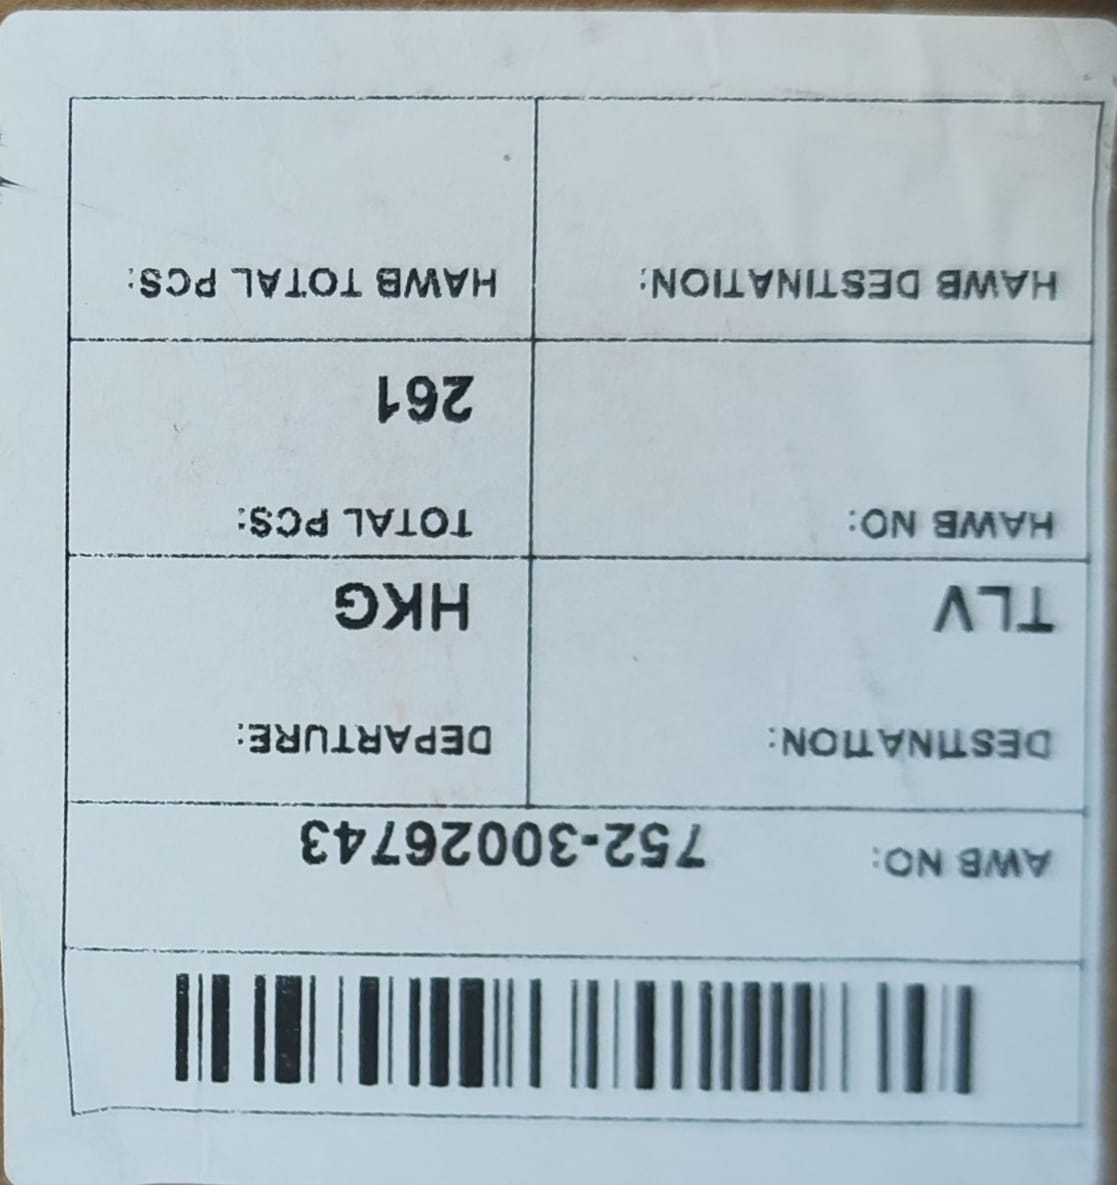 AWB NO: 752-30026743
DESTINATION: DEPARTURE:
TLV HKG
HAWB NO: TOTAL PCS:
261
HAWB DESTINATION: HAWB TOTAL PCS: